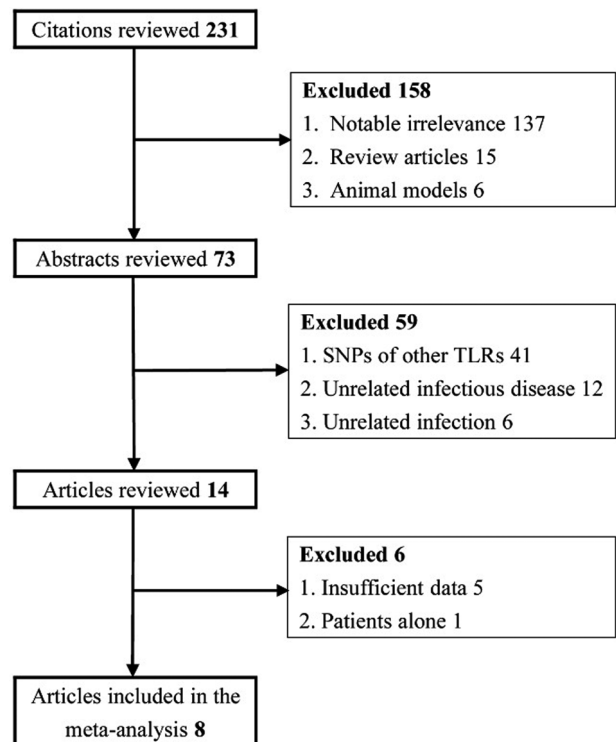 Citations reviewed 231
Excluded 158
1. Notable irrelevance 137
2. Review articles 15
3. Animal models 6
Abstracts reviewed 73
Excluded 59
1. SNPs of other TLRs 41
2. Unrelated infectious disease 12
3. Unrelated infection 6
Articles reviewed 14
Excluded 6
1. Insufficient data 5
2. Patients alone 1
Articles included in the
meta-analysis 8